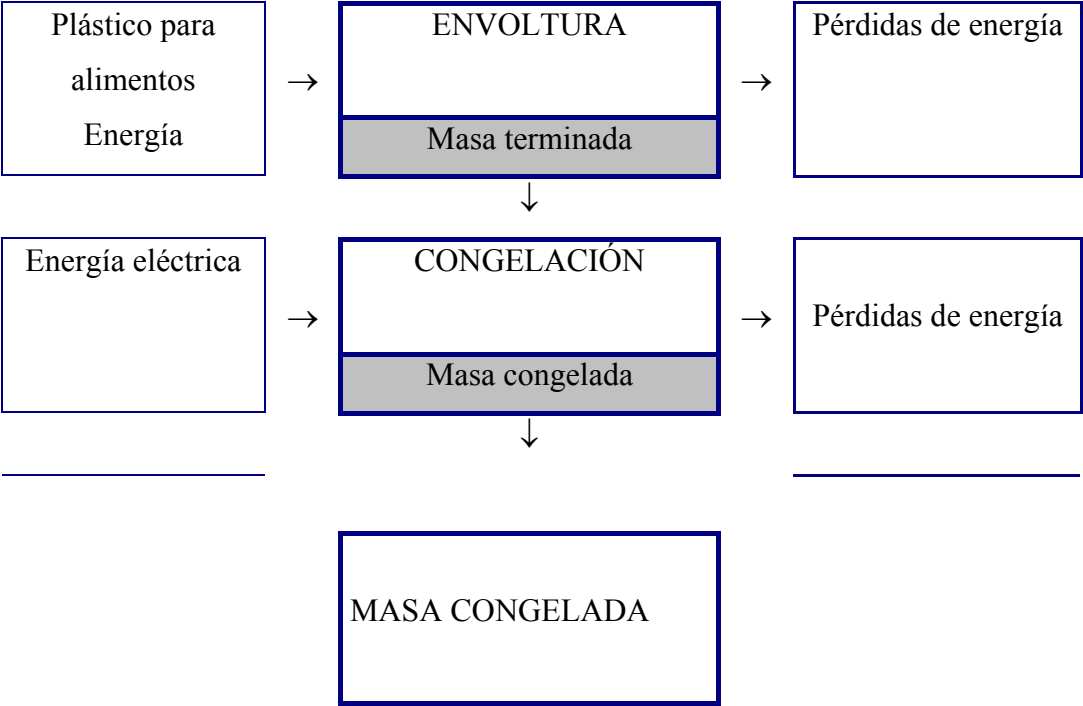 Plástico para
alimentos
Energía
→
ENVOLTURA
Masa terminada
→
Pérdidas de energía
↓
Energía eléctrica
→
CONGELACIÓN
Masa congelada
→
Pérdidas de energía
↓
MASA CONGELADA